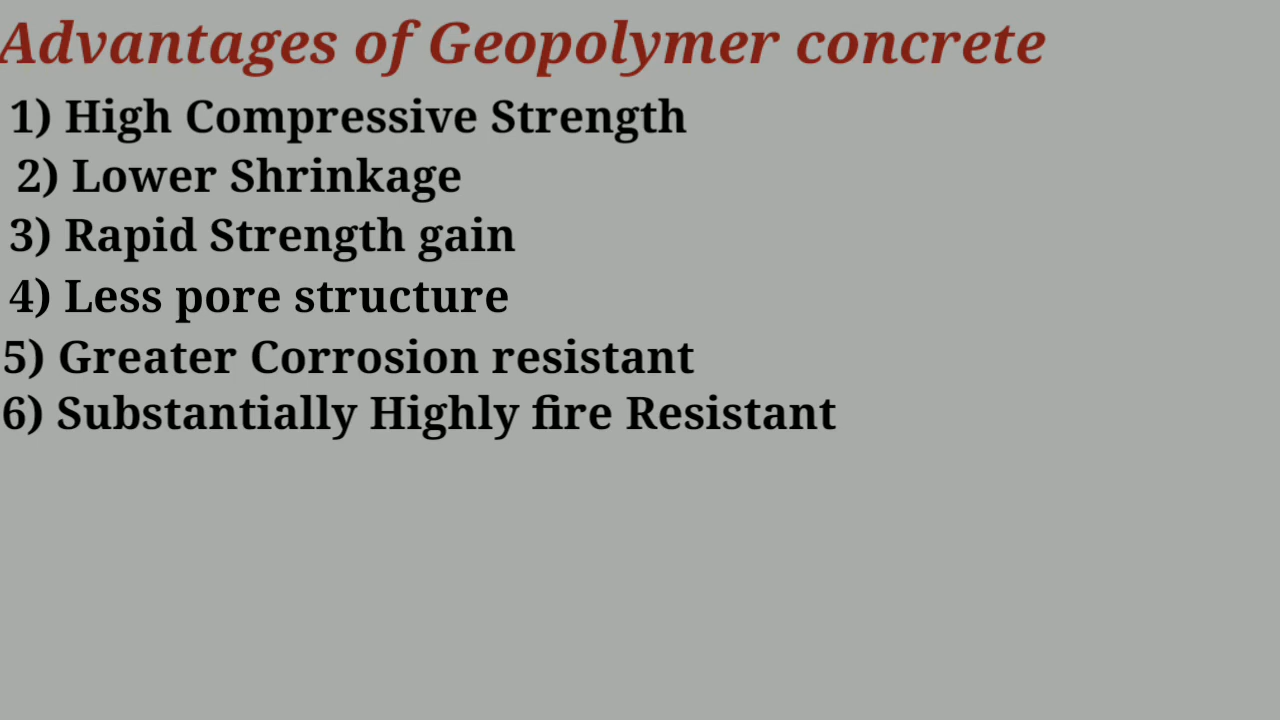 Advantages of Geopolymer concrete
1) High Compressive Strength
2) Lower Shrinkage
3) Rapid Strength gain
4) Less pore structure
5) Greater Corrosion resistant
6) Substantially Highly fire Resistant